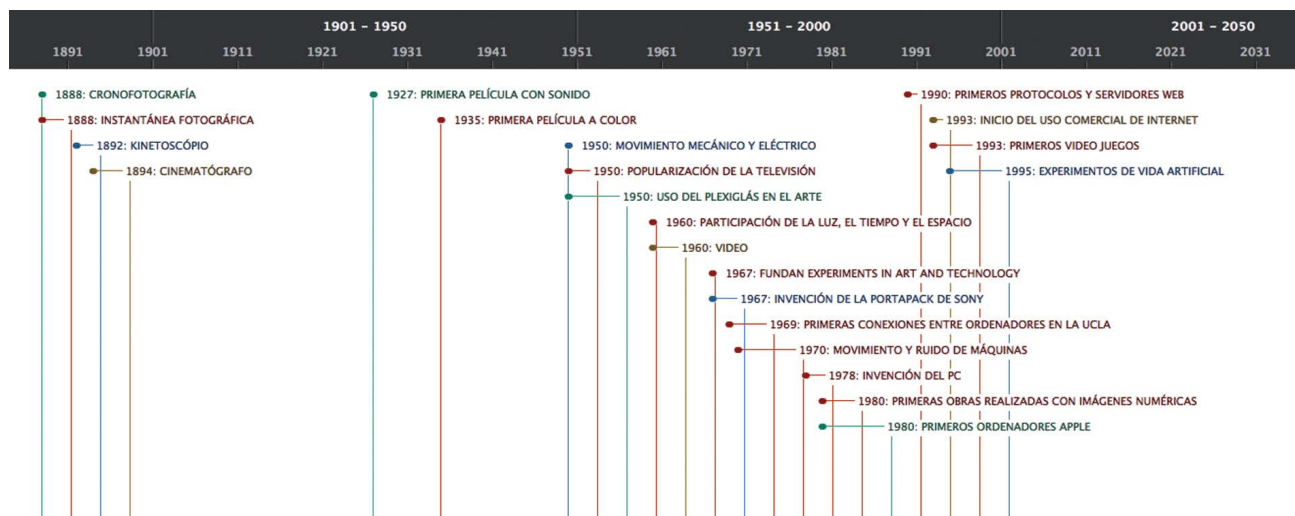 1901 – 1950
1951 – 2000
2001 – 2050
1891 1901 1911 1921 1931 1941 1951 1961 1971 1981 1991 2001 2011 2021 2031
1888: CRONOFOTOGRAFÍA
1927: PRIMERA PELÍCULA CON SONIDO
1990: PRIMEROS PROTOCOLOS Y SERVIDORES WEB
1888: INSTANTÁNEA FOTOGRÁFICA
1935: PRIMERA PELÍCULA A COLOR
1993: INICIO DEL USO COMERCIAL DE INTERNET
1892: KINETOSCÓPIO
1950: MOVIMIENTO MECÁNICO Y ELÉCTRICO
1993: PRIMEROS VIDEO JUEGOS
1894: CINEMATÓGRAFO
1950: POPULARIZACIÓN DE LA TELEVISIÓN
1995: EXPERIMENTOS DE VIDA ARTIFICIAL
1950: USO DEL PLEXIGLÁS EN EL ARTE
1960: PARTICIPACIÓN DE LA LUZ, EL TIEMPO Y EL ESPACIO
1960: VIDEO
1967: FUNDAN EXPERIMENTS IN ART AND TECHNOLOGY
1967: INVENCIÓN DE LA PORTAPACK DE SONY
1969: PRIMERAS CONEXIONES ENTRE ORDENADORES EN LA UCLA
1970: MOVIMIENTO Y RUIDO DE MÁQUINAS
1978: INVENCIÓN DEL PC
1980: PRIMERAS OBRAS REALIZADAS CON IMÁGENES NUMÉRICAS
1980: PRIMEROS ORDENADORES APPLE